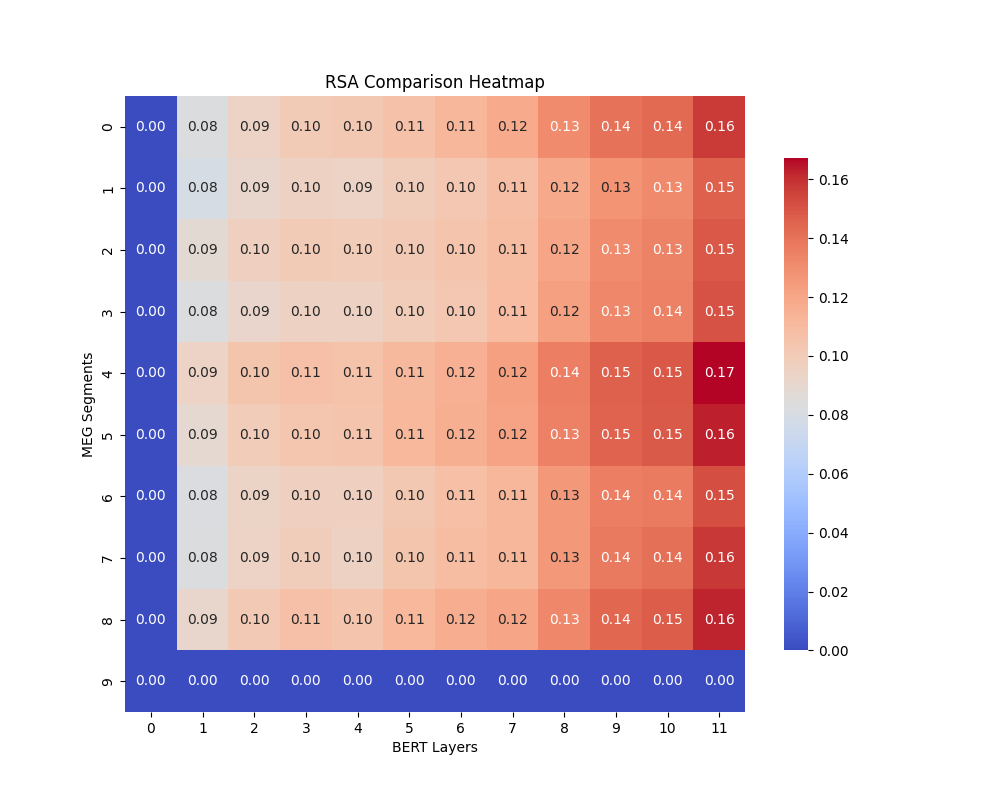 RSA Comparison Heatmap
0 0.00 0.08 0.09 0.10 0.10 0.11 0.11 0.12 0.13 0.14 0.14 0.16
1 0.00 0.08 0.09 0.10 0.09 0.10 0.10 0.11 0.12 0.13 0.13 0.15
2 0.00 0.09 0.10 0.10 0.10 0.10 0.10 0.11 0.12 0.13 0.13 0.15
3 0.00 0.08 0.09 0.10 0.10 0.10 0.10 0.11 0.12 0.13 0.14 0.15
4 0.00 0.09 0.10 0.11 0.11 0.11 0.12 0.12 0.14 0.15 0.15 0.17
5 0.00 0.09 0.10 0.10 0.11 0.11 0.12 0.12 0.13 0.15 0.15 0.16
6 0.00 0.08 0.09 0.10 0.10 0.10 0.11 0.11 0.13 0.14 0.14 0.15
7 0.00 0.08 0.09 0.10 0.10 0.10 0.11 0.11 0.13 0.14 0.14 0.16
8 0.00 0.09 0.10 0.11 0.10 0.11 0.12 0.12 0.13 0.14 0.15 0.16
9 0.00 0.00 0.00 0.00 0.00 0.00 0.00 0.00 0.00 0.00 0.00 0.00
0 1 2 3 4 5 6 7 8 9 10 11
BERT Layers
MEG Segments
0.16
0.14
0.12
0.10
0.08
0.06
0.04
0.02
0.00